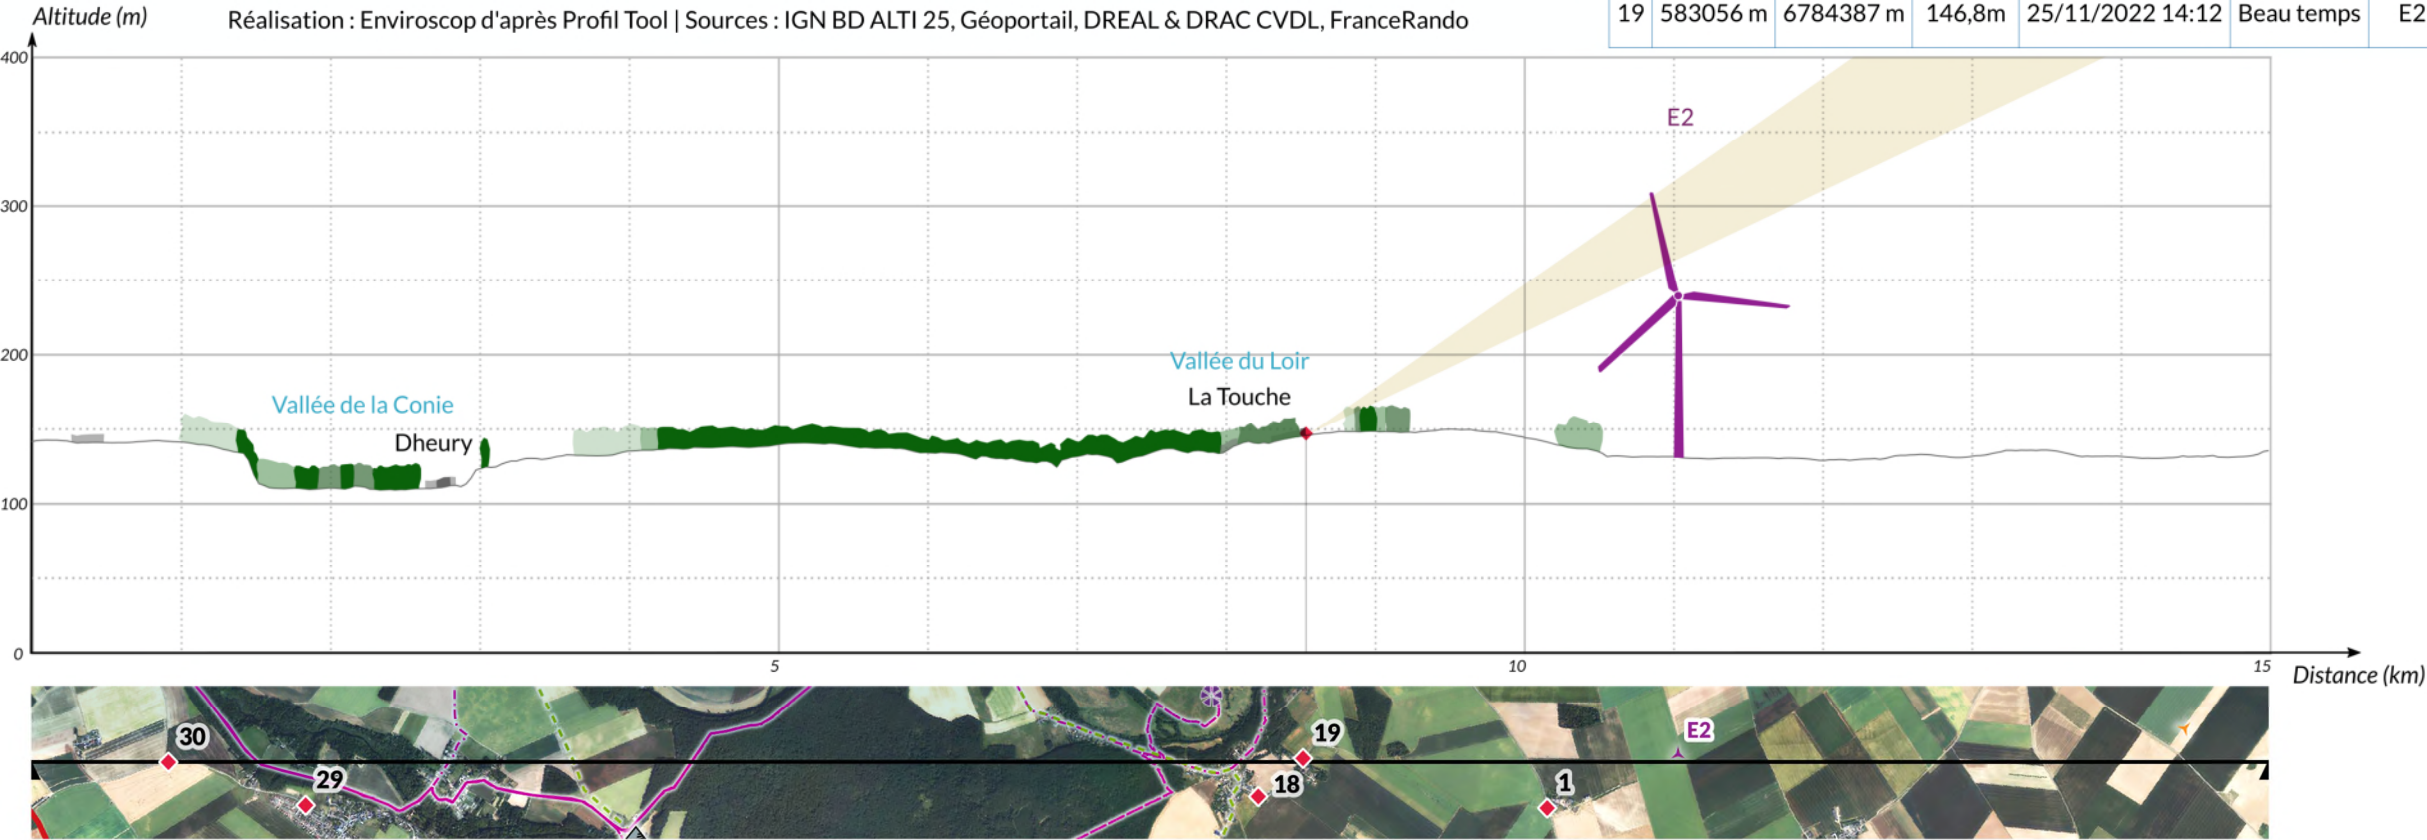 Altitude (m)
Réalisation : Enviroscop d'après Profil Tool | Sources : IGN BD ALTI 25, Géoportail, DREAL & DRAC CVDL, FranceRando
19 583056 m 6784387 m 146,8m 25/11/2022 14:12 Beau temps E2
400
E2
300
200
Vallée du Loir
La Touche
Vallée de la Conie
Dheury
100
0
5 10 15
Distance (km)
30
29
19
18
E2
1